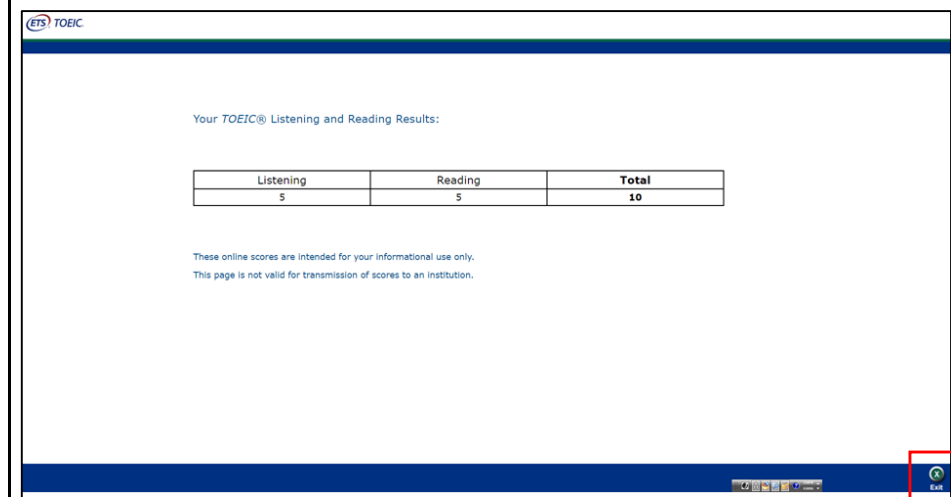 ETS TOEIC
Your TOEIC® Listening and Reading Results:
Listening Reading Total
5 5 10
These online scores are intended for your informational use only.
This page is not valid for transmission of scores to an institution.
Exit